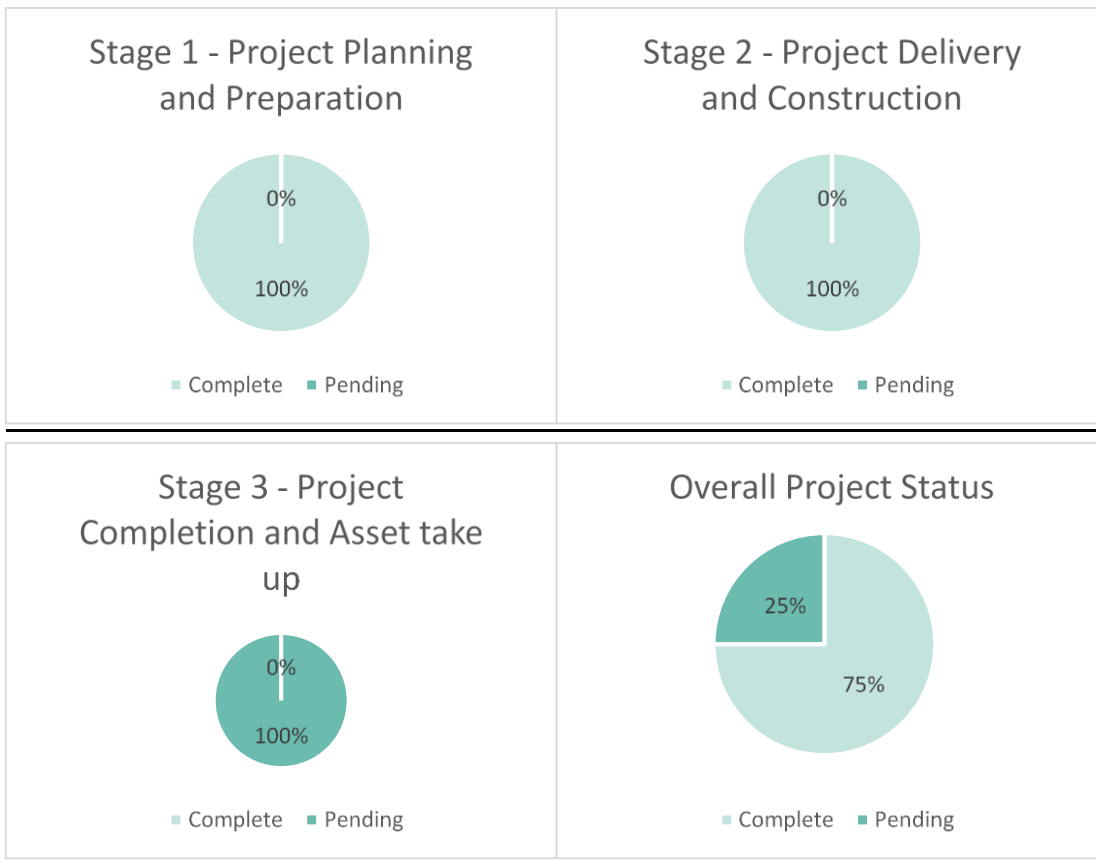 Stage 1 - Project Planning
and Preparation
0%
100%
Complete Pending
Stage 2 - Project Delivery
and Construction
0%
100%
Complete Pending
Stage 3 - Project
Completion and Asset take
up
0%
100%
Complete Pending
Overall Project Status
25%
75%
Complete Pending